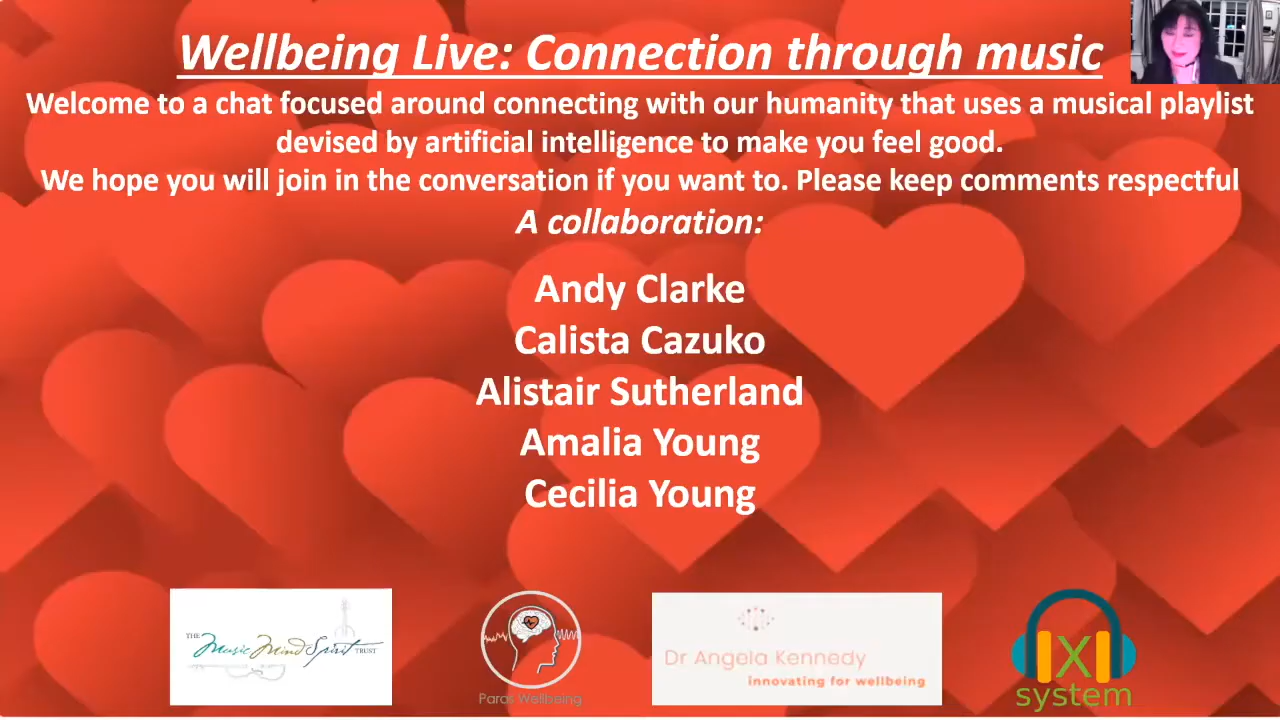 Wellbeing Live: Connection through music
Welcome to a chat focused around connecting with our humanity that uses a musical playlist
devised by artificial intelligence to make you feel good.
We hope you will join in the conversation if you want to. Please keep comments respectful
A collaboration:
Andy Clarke
Calista Cazuko
Alistair Sutherland
Amalia Young
Cecilia Young
THE Music Mind Spirit TRUST
Paras Wellbeing
Dr Angela Kennedy
innovating for wellbeing
IXI
system